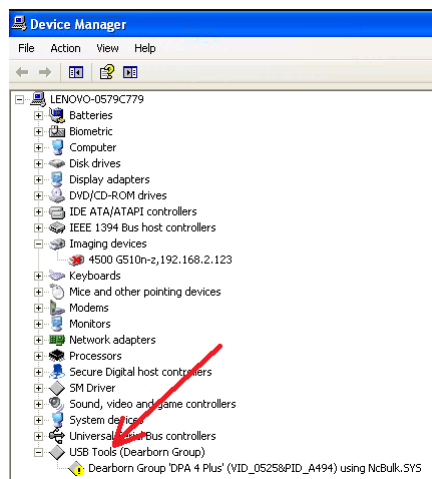 Device Manager
File Action View Help
LENOVO-0579C779
Batteries
Biometric
Computer
Disk drives
Display adapters
DVD/CD-ROM drives
IDE ATA/ATAPI controllers
IEEE 1394 Bus host controllers
Imaging devices
4500 G510n-z,192.168.2.123
Keyboards
Mice and other pointing devices
Modems
Monitors
Network adapters
Processors
Secure Digital host controllers
SM Driver
Sound, video and game controllers
System devices
Universal Serial Bus controllers
USB Tools (Dearborn Group)
Dearborn Group 'DPA 4 Plus' (VID_0525&PID_A494) using NcBulk.SYS